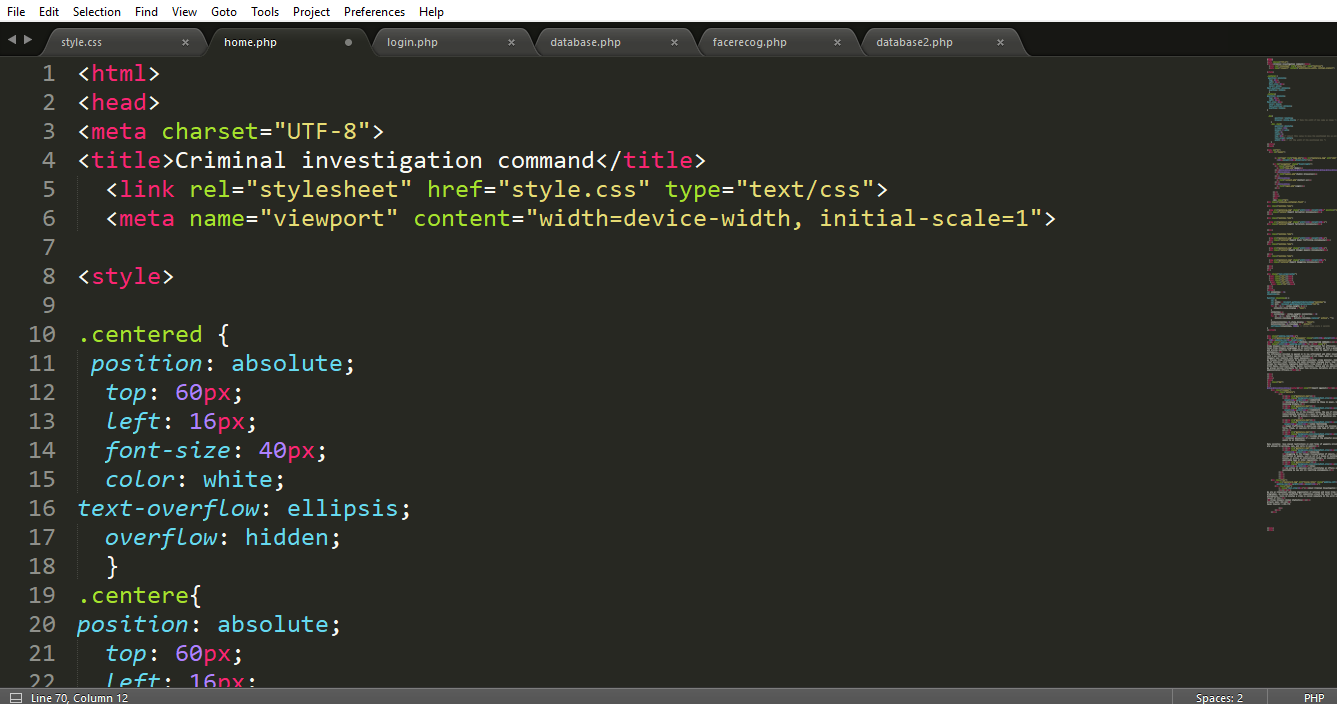 File Edit Selection Find View Goto Tools Project Preferences Help
style.css × home.php login.php × database.php × facerecog.php × database2.php ×
1 <html>
2 <head>
3 <meta charset="UTF-8">
4 <title>Criminal investigation command</title>
5 <link rel="stylesheet" href="style.css" type="text/css">
6 <meta name="viewport" content="width=device-width, initial-scale=1">
7
8 <style>
9
10 .centered {
11 position: absolute;
12 top: 60px;
13 left: 16px;
14 font-size: 40px;
15 color: white;
16 text-overflow: ellipsis;
17 overflow: hidden;
18 }
19 .centere{
20 position: absolute;
21 top: 60px;
22 left: 16px;
Line 70, Column 12 Spaces: 2 PHP